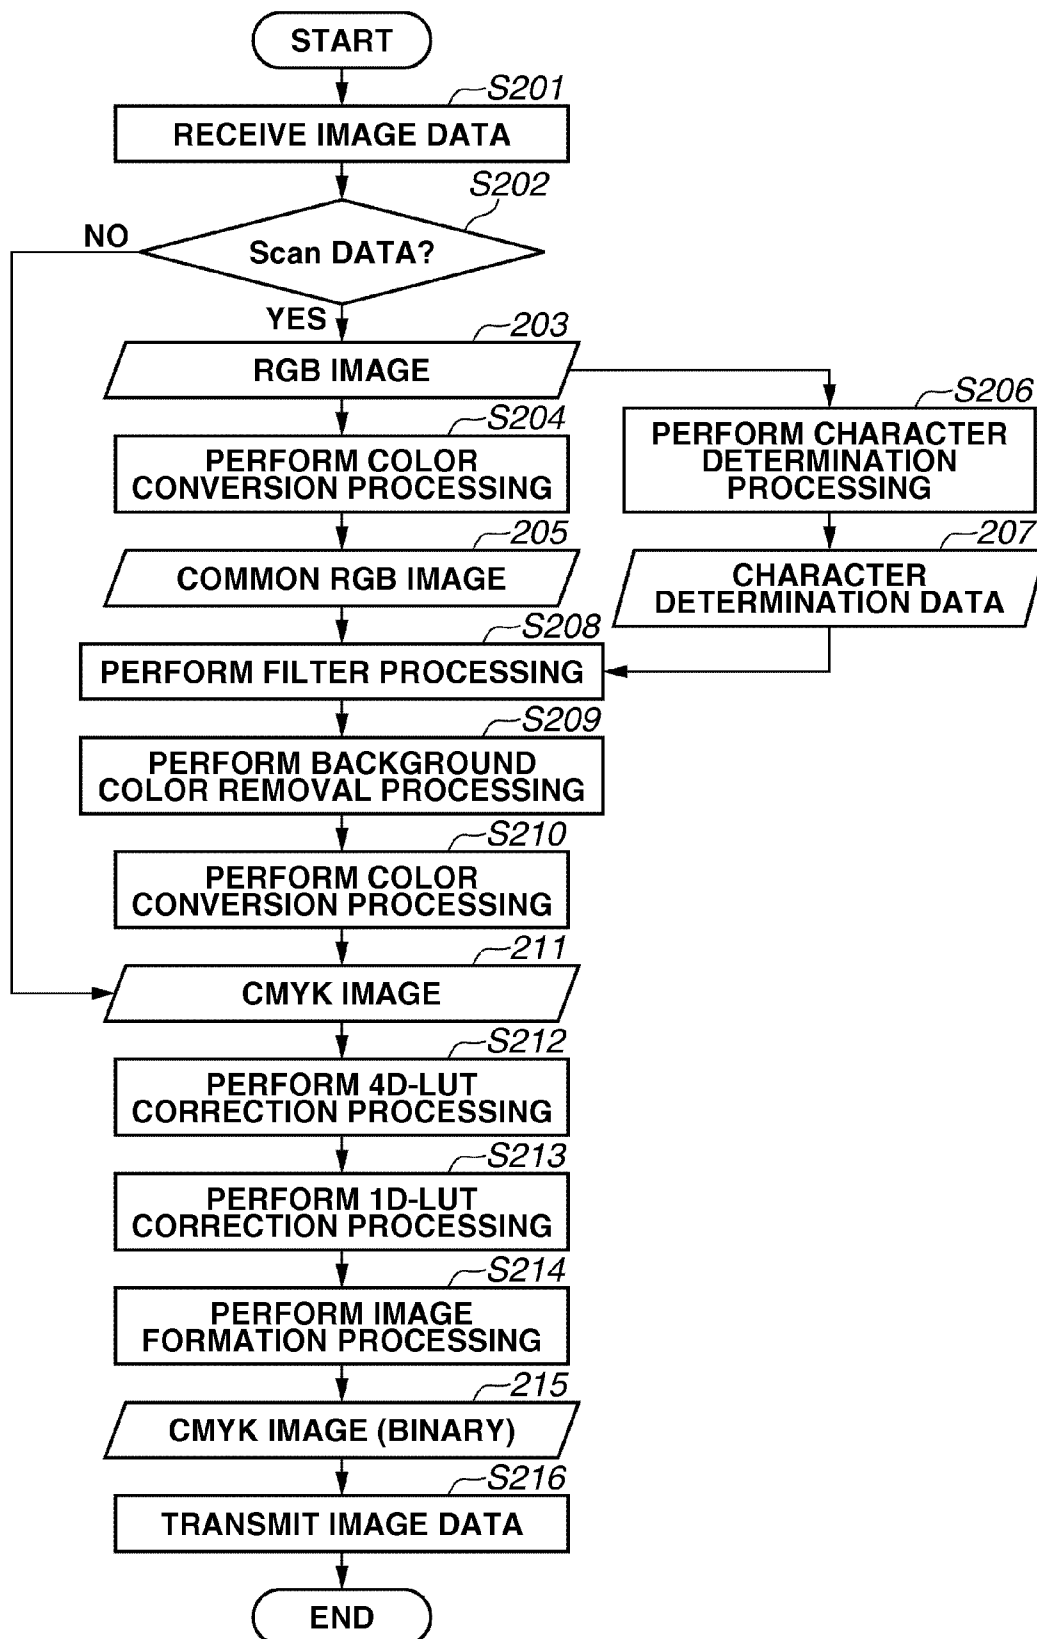 START
S201
RECEIVE IMAGE DATA
S202
NO
Scan DATA?
YES
203
RGB IMAGE
S204
PERFORM COLOR
CONVERSION PROCESSING
S206
PERFORM CHARACTER
DETERMINATION
PROCESSING
205
COMMON RGB IMAGE
207
CHARACTER
DETERMINATION DATA
S208
PERFORM FILTER PROCESSING
S209
PERFORM BACKGROUND
COLOR REMOVAL PROCESSING
S210
PERFORM COLOR
CONVERSION PROCESSING
211
CMYK IMAGE
S212
PERFORM 4D-LUT
CORRECTION PROCESSING
S213
PERFORM 1D-LUT
CORRECTION PROCESSING
S214
PERFORM IMAGE
FORMATION PROCESSING
215
CMYK IMAGE (BINARY)
S216
TRANSMIT IMAGE DATA
END